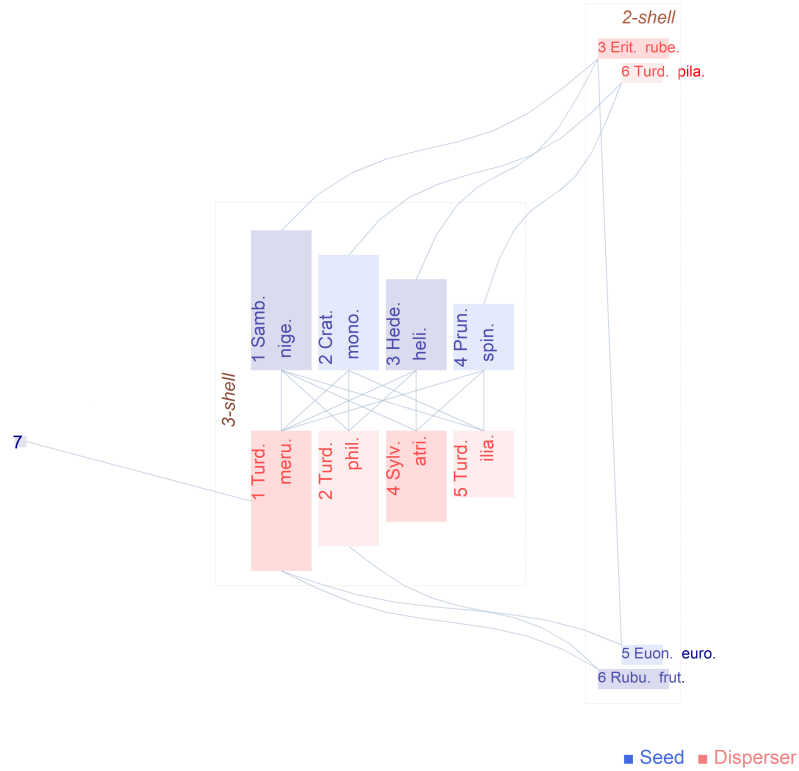 2-shell
3 Erit. rube.
6 Turd. pila.
1 Samb.
nige.
2 Crat.
mono.
3 Hede.
heli.
4 Prun.
spin.
3-shell
7
1 Turd.
meru.
2 Turd.
phil.
4 Sylv.
atri.
5 Turd.
ilia.
5 Euon. euro.
6 Rubu. frut.
Seed Disperser